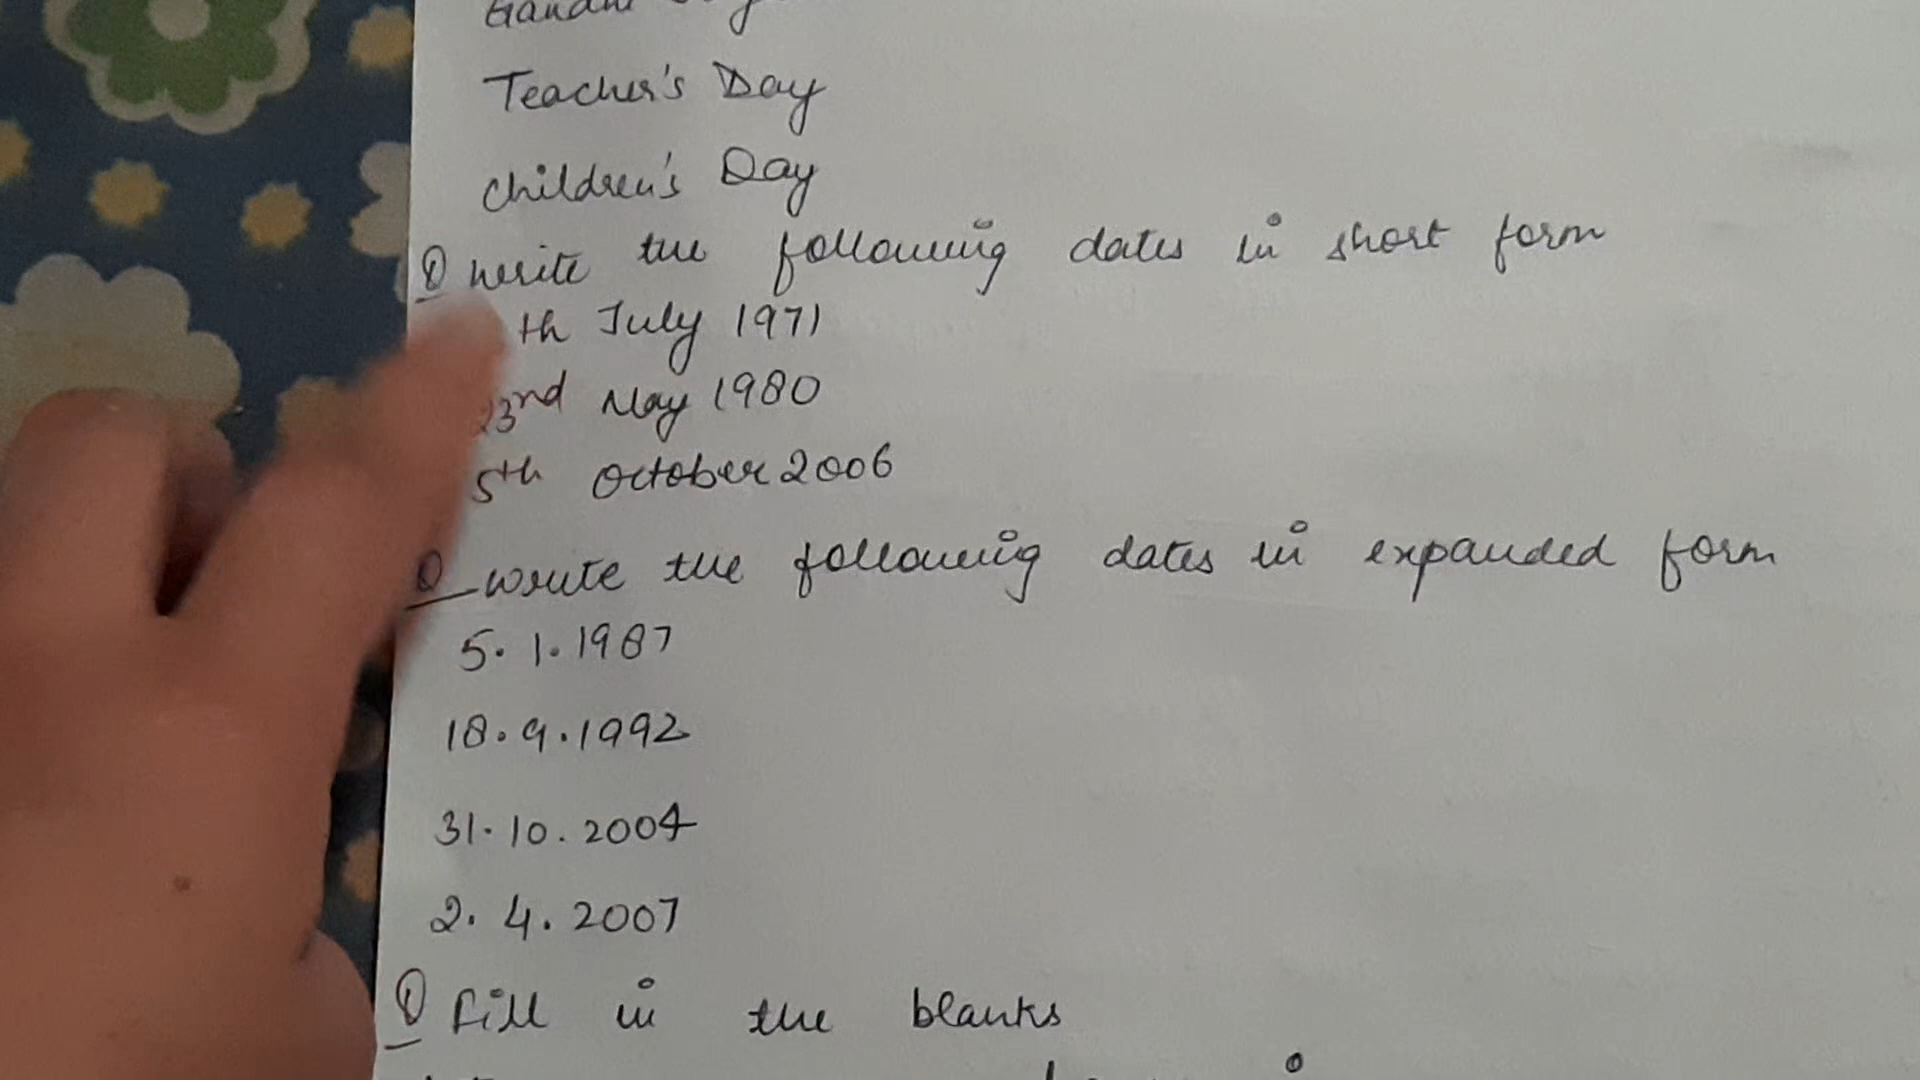 Teacher's Day
Children's Day
Q write the following dates in short form
th July 1971
23nd May 1980
5th October 2006
Q write the following dates in expanded form
5. 1. 1987
18. 9. 1992
31. 10. 2004
2. 4. 2007
Q Fill in the blanks